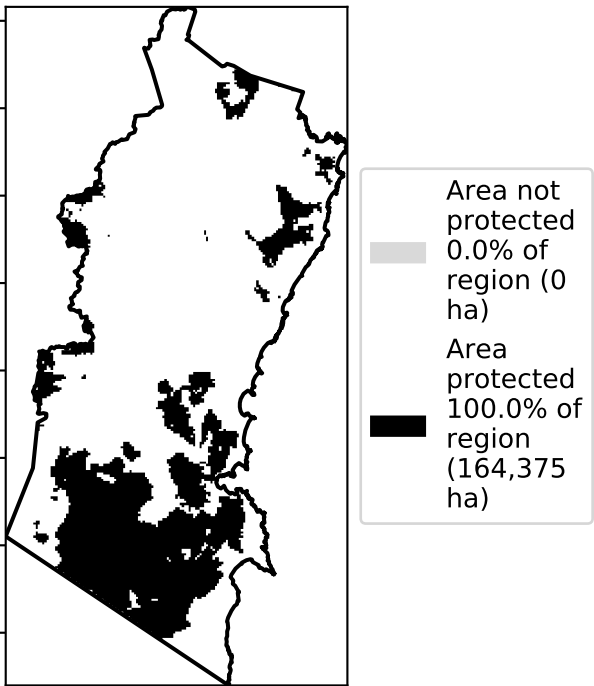 Area not
protected
0.0% of
region (0
ha)
Area
protected
100.0% of
region
(164,375
ha)